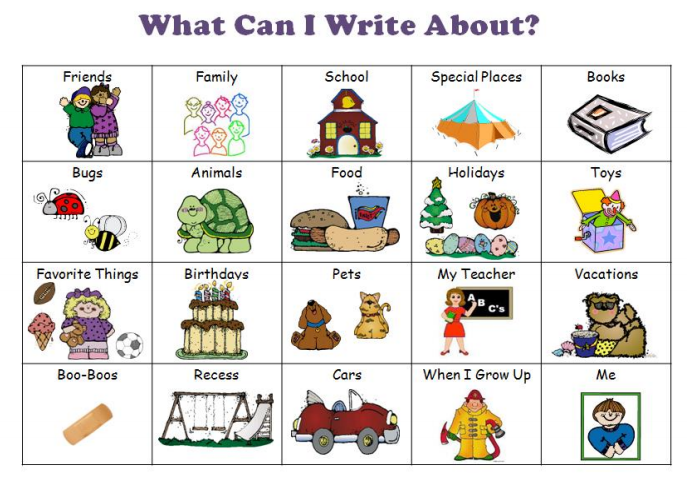 What Can I Write About?
Friends
Family
School
Special Places
Books
Bugs
Animals
Food
Holidays
Toys
Favorite Things
Birthdays
Pets
My Teacher
A B C's
Vacations
Boo-Boos
Recess
Cars
When I Grow Up
Me